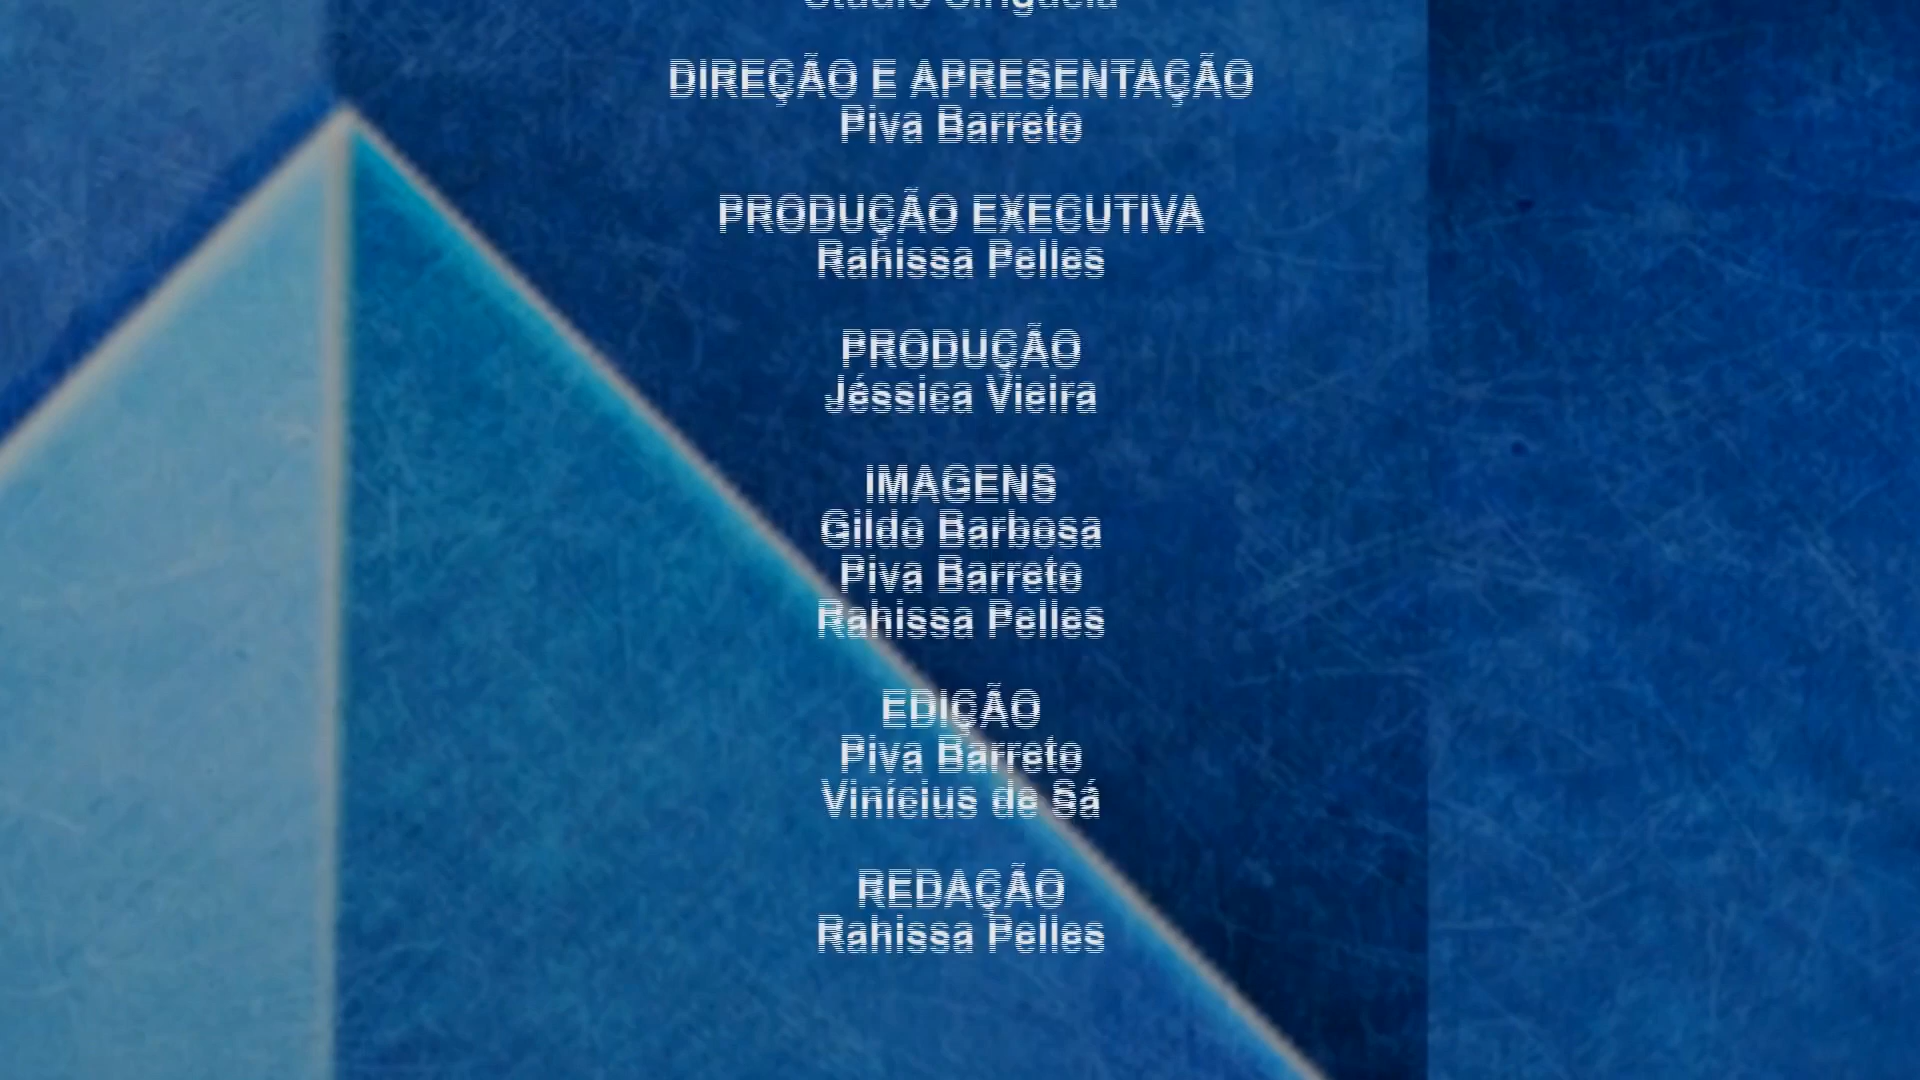 DIREÇÃO E APRESENTAÇÃO
Piva Barreto
PRODUÇÃO EXECUTIVA
Rahissa Pelles
PRODUÇÃO
Jéssica Vieira
IMAGENS
Gildo Barbosa
Piva Barreto
Rahissa Pelles
EDIÇÃO
Piva Barreto
Vinícius de Sá
REDAÇÃO
Rahissa Pelles